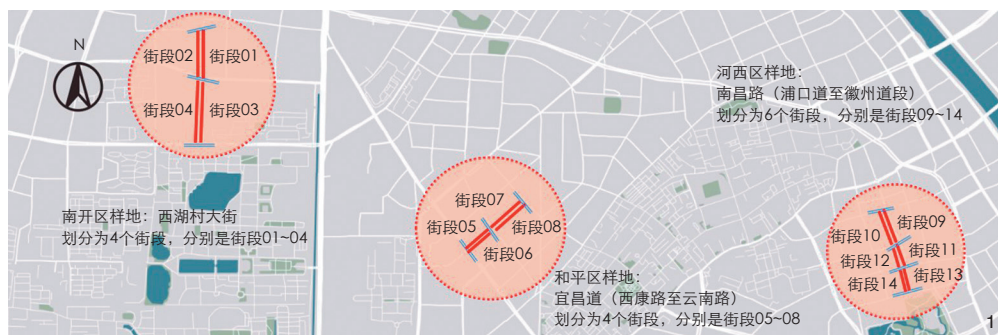 N
街段02
街段01
街段04
街段03
南开区样地：西湖村大街
划分为4个街段，分别是街段01~04
街段07
街段05
街段08
街段06
和平区样地：
宜昌道（西康路至云南路）
划分为4个街段，分别是街段05~08
河西区样地：
南昌路（浦口道至徽州道段）
划分为6个街段，分别是街段09~14
街段09
街段10
街段11
街段12
街段13
街段14
1